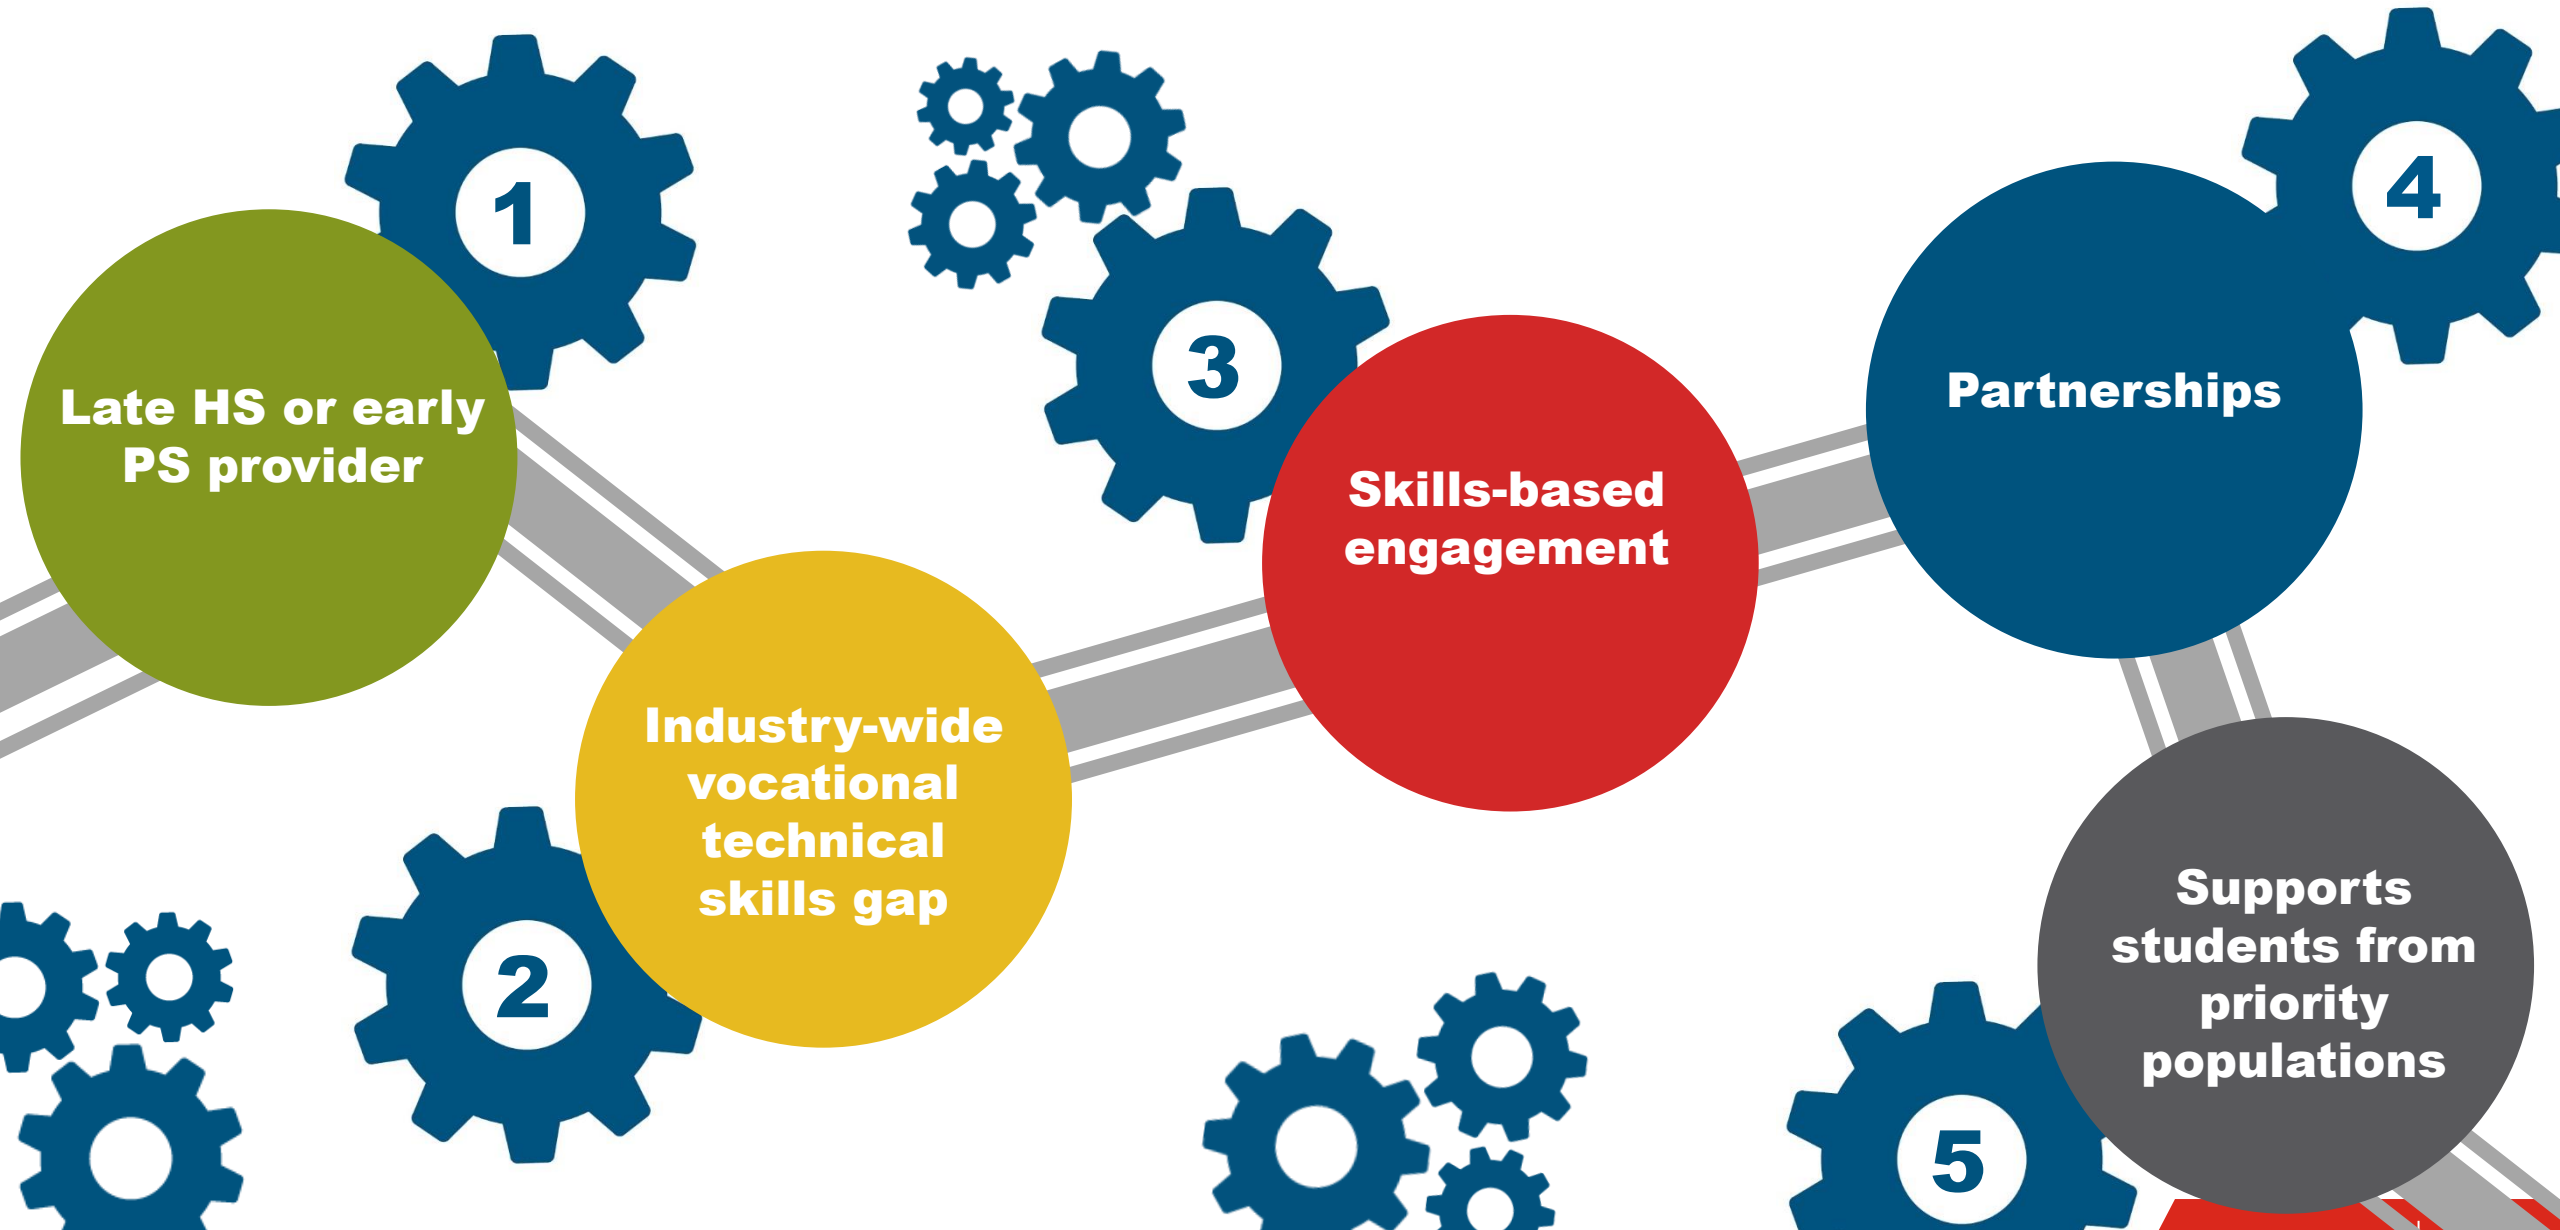 1
Late HS or early
PS provider
2
Industry-wide
vocational
technical
skills gap
3
Skills-based
engagement
4
Partnerships
5
Supports
students from
priority
populations